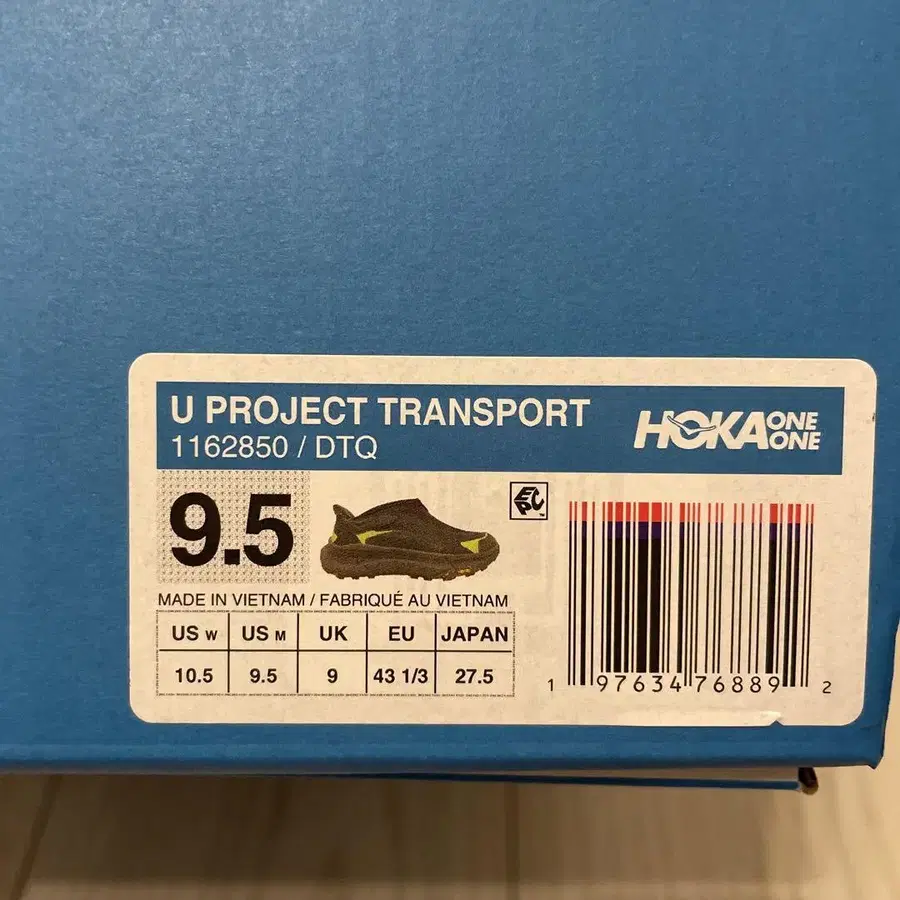 U PROJECT TRANSPORT
1162850 / DTQ
HOKA ONE ONE
9.5
EPC™
MADE IN VIETNAM / FABRIQUÉ AU VIETNAM
US W US M UK EU JAPAN
10.5 9.5 9 43 1/3 27.5
1 97634 76889 2